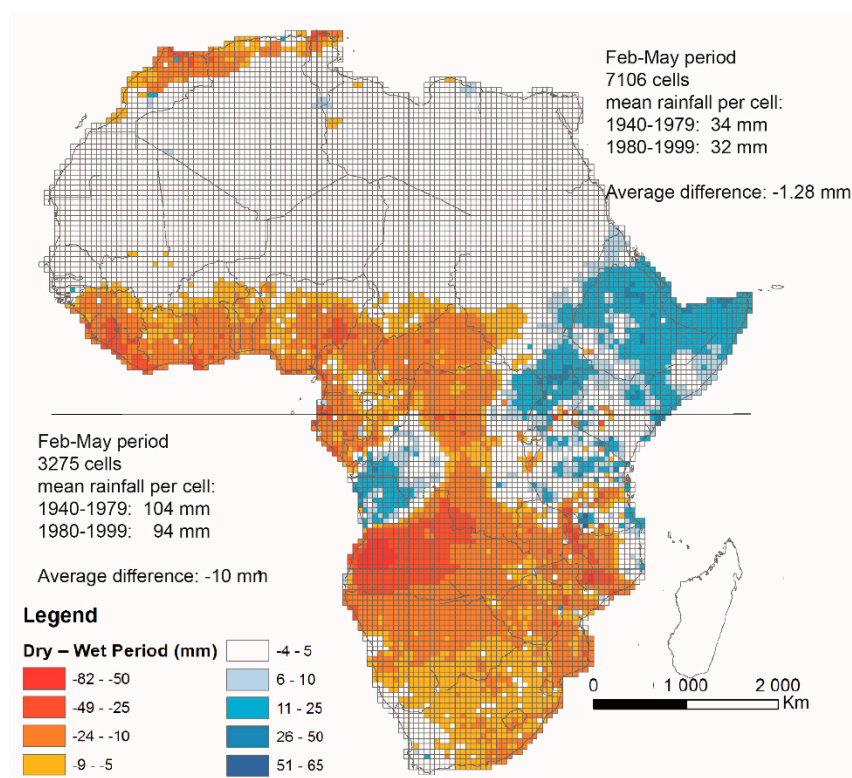 Feb-May period
7106 cells
mean rainfall per cell:
1940-1979: 34 mm
1980-1999: 32 mm
Average difference: -1.28 mm
Feb-May period
3275 cells
mean rainfall per cell:
1940-1979: 104 mm
1980-1999: 94 mm
Average difference: -10 mm
Legend
Dry – Wet Period (mm)
-82 - -50
-49 - -25
-24 - -10
-9 - -5
-4 - 5
6 - 10
11 - 25
26 - 50
51 - 65
0 1 000 2 000
Km